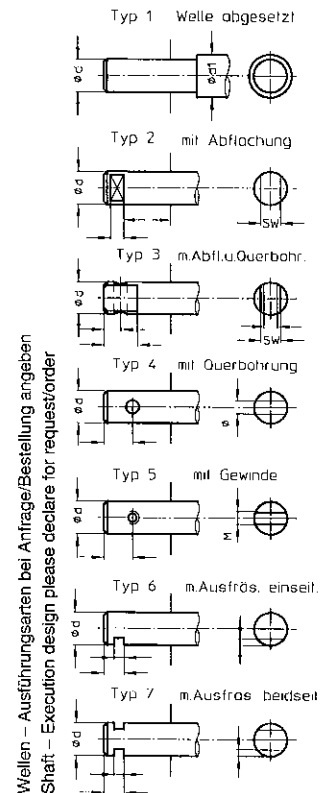 Typ 1 Welle abgesetzt
ød
ød1
Typ 2 mit Abflachung
ød
SW
Typ 3 m.Abfl.u.Querbohr.
ød
SW
Typ 4 mit Querbohrung
ød
ø
Typ 5 mit Gewinde
ød
M
Typ 6 m.Ausfräs. einseit.
ød
Typ 7 m.Ausfräs beidseit
ød
Wellen – Ausführungsarten bei Anfrage/Bestellung angeben
Shaft – Execution design please declare for request/order